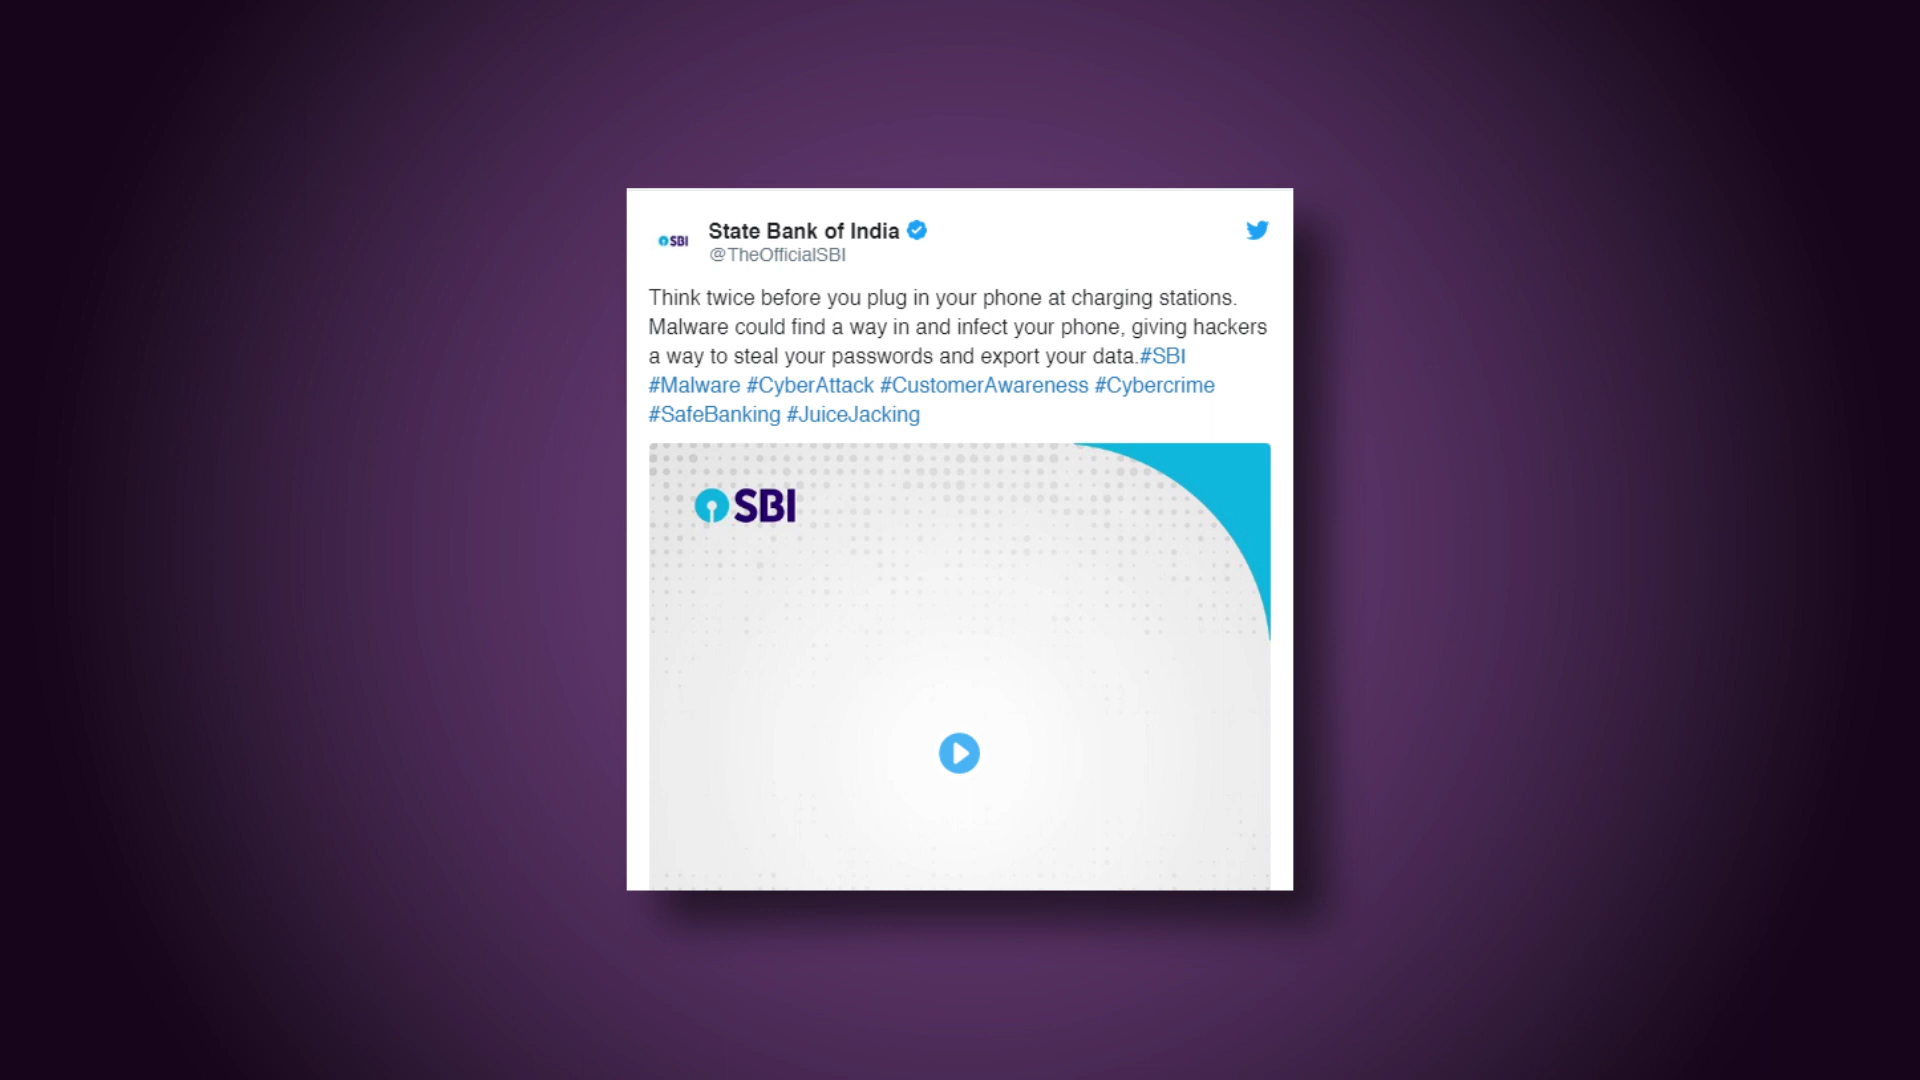 SBI
State Bank of India
@TheOfficialSBI
Think twice before you plug in your phone at charging stations.
Malware could find a way in and infect your phone, giving hackers
a way to steal your passwords and export your data.#SBI
#Malware #CyberAttack #CustomerAwareness #Cybercrime
#SafeBanking #JuiceJacking
SBI